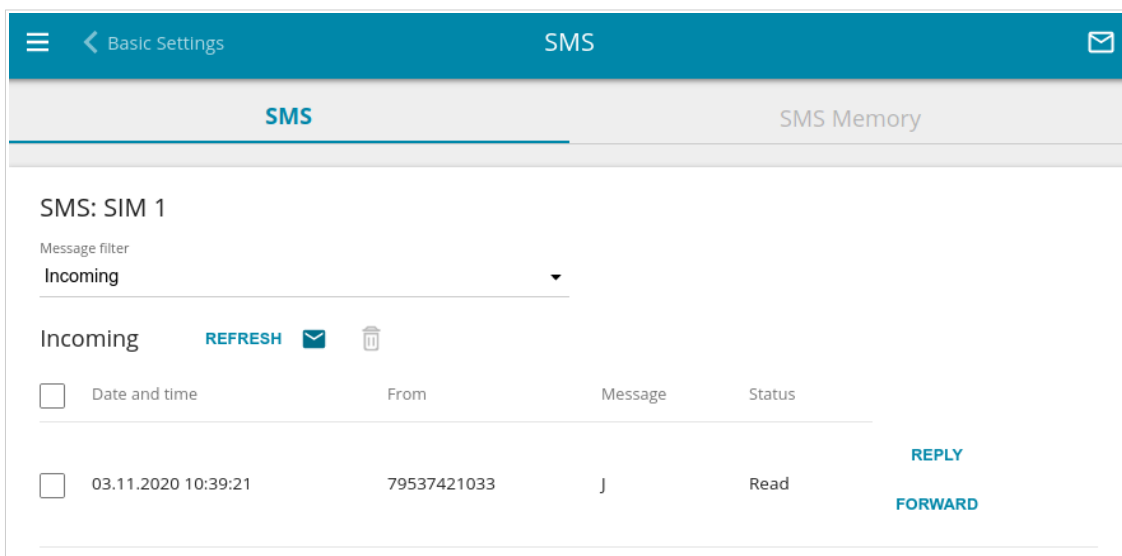 Basic Settings SMS
SMS SMS Memory
SMS: SIM 1
Message filter
Incoming
Incoming REFRESH
Date and time From Message Status
REPLY
03.11.2020 10:39:21 79537421033 J Read
FORWARD